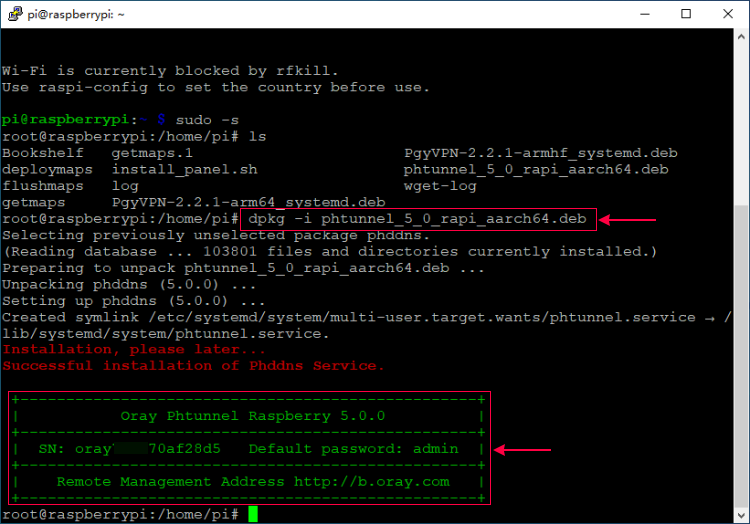 pi@raspberrypi: ~
Wi-Fi is currently blocked by rfkill.
Use raspi-config to set the country before use.
pi@raspberrypi:~ $ sudo -s
root@raspberrypi:/home/pi# ls
Bookshelf   getmaps.1                       PgyVPN-2.2.1-armhf_systemd.deb
deploymaps  install_panel.sh                phtunnel_5_0_rapi_aarch64.deb
flushmaps   log                             wget-log
getmaps     PgyVPN-2.2.1-arm64_systemd.deb
root@raspberrypi:/home/pi# dpkg -i phtunnel_5_0_rapi_aarch64.deb
Selecting previously unselected package phddns.
(Reading database ... 103801 files and directories currently installed.)
Preparing to unpack phtunnel_5_0_rapi_aarch64.deb ...
Unpacking phddns (5.0.0) ...
Setting up phddns (5.0.0) ...
Created symlink /etc/systemd/system/multi-user.target.wants/phtunnel.service → /
lib/systemd/system/phtunnel.service.
Installation, please later...
Successful installation of Phddns Service.
+--------------------------------------------------+
|           Oray Phtunnel Raspberry 5.0.0          |
+--------------------------------------------------+
|  SN: oray    70af28d5   Default password: admin  |
+--------------------------------------------------+
|    Remote Management Address http://b.oray.com   |
+--------------------------------------------------+
root@raspberrypi:/home/pi#